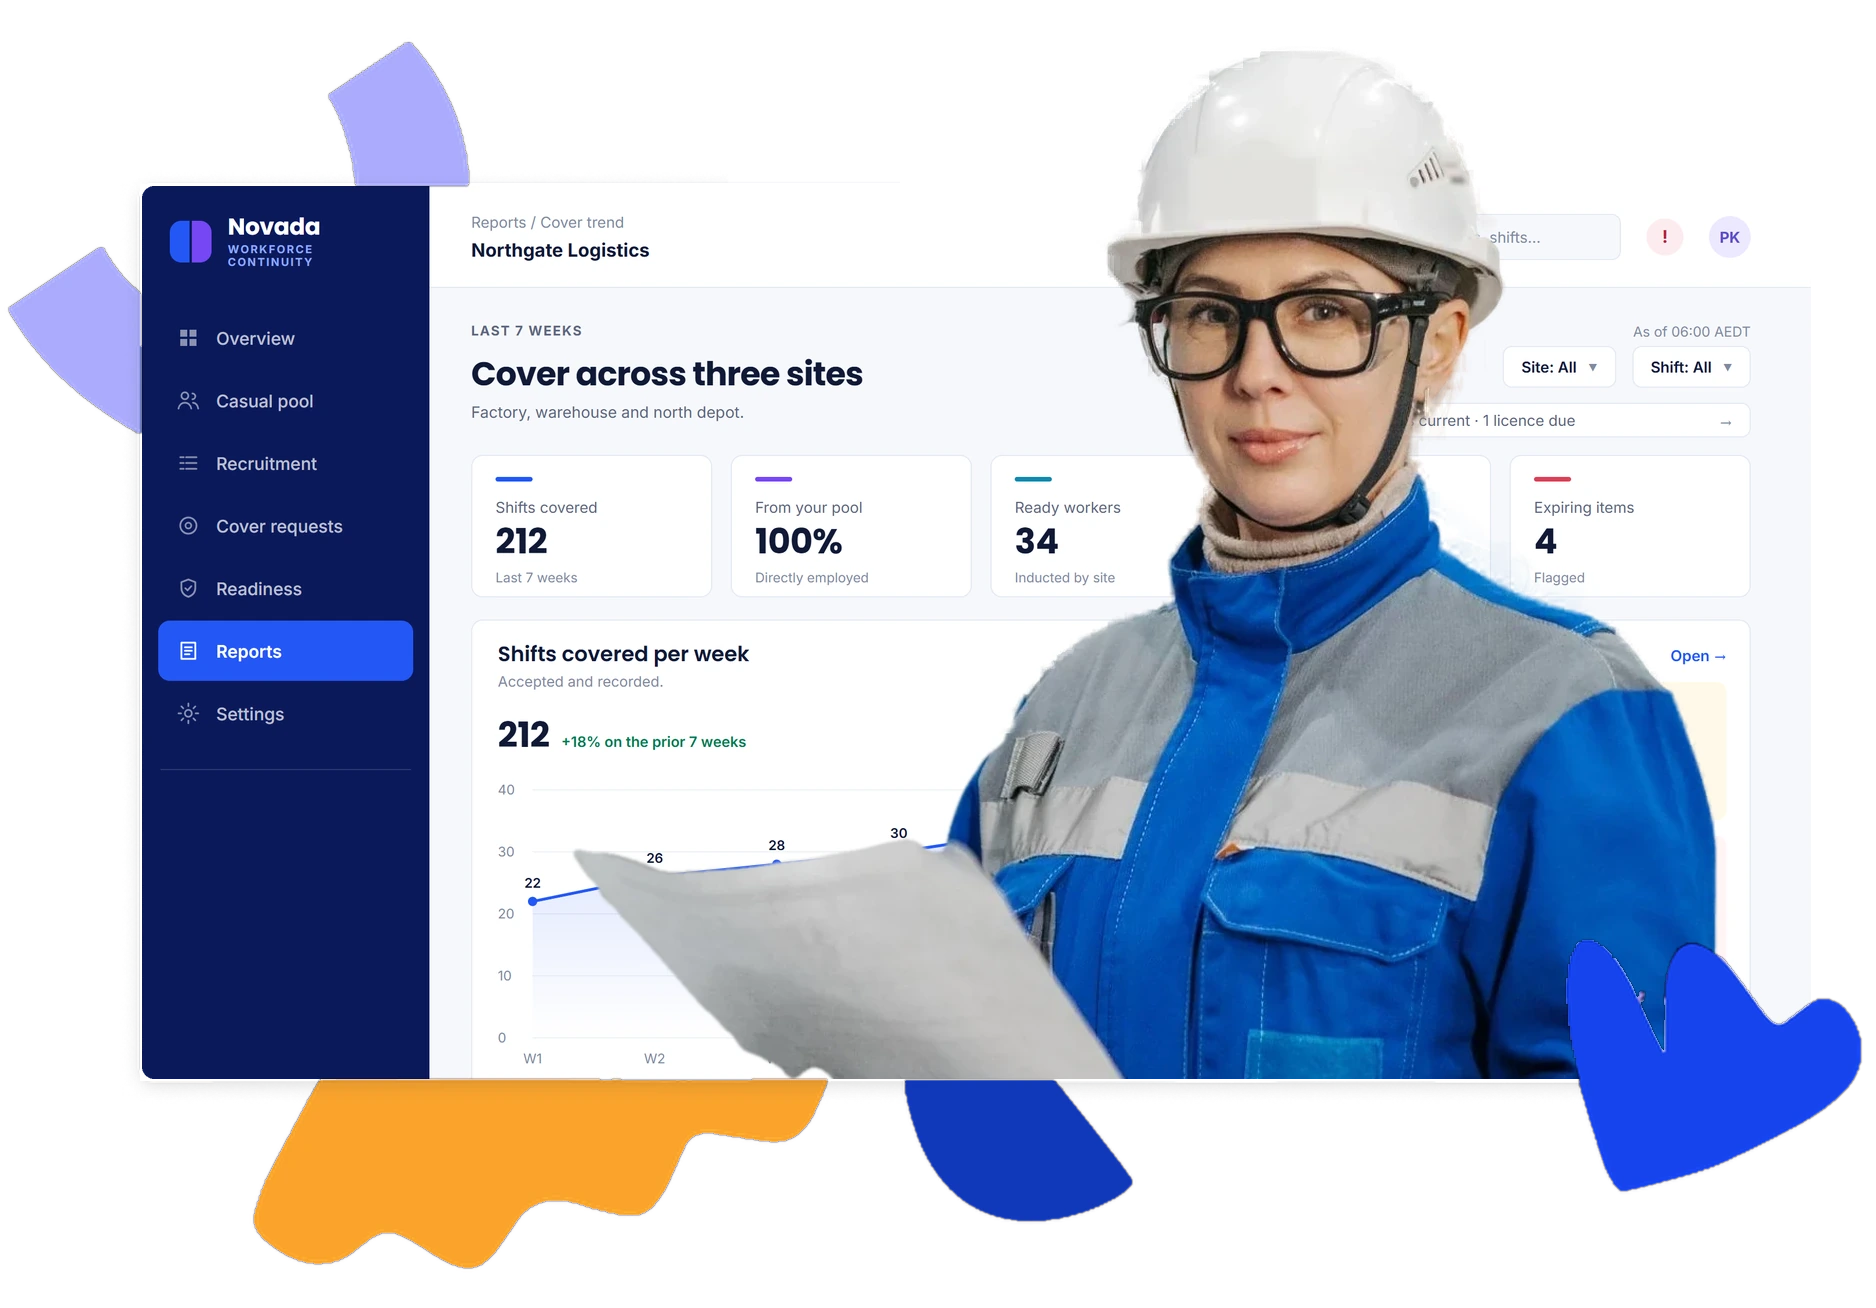 Novada
WORKFORCE
CONTINUITY
Overview
Casual pool
Recruitment
Cover requests
Readiness
Reports
Settings
Reports / Cover trend
Northgate Logistics
shifts...
!
PK
LAST 7 WEEKS
Cover across three sites
Factory, warehouse and north depot.
As of 06:00 AEDT
Site: All ▼
Shift: All ▼
current · 1 licence due →
Shifts covered
212
Last 7 weeks
From your pool
100%
Directly employed
Ready workers
34
Inducted by site
Expiring items
4
Flagged
Shifts covered per week
Accepted and recorded.
Open →
212 +18% on the prior 7 weeks
40
30
20
10
0
22
26
28
30
W1
W2